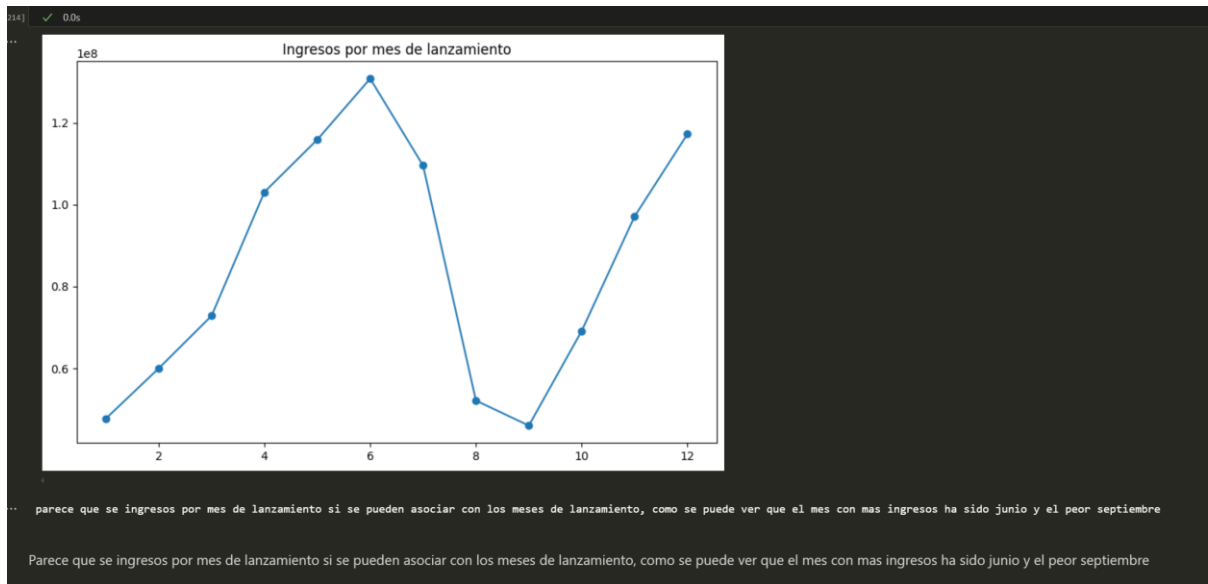 214]
✓ 0.0s
...
Ingresos por mes de lanzamiento
1e8
1.2
1.0
0.8
0.6
2 4 6 8 10 12
...
parece que se ingresos por mes de lanzamiento si se pueden asociar con los meses de lanzamiento, como se puede ver que el mes con mas ingresos ha sido junio y el peor septiembre
Parece que se ingresos por mes de lanzamiento si se pueden asociar con los meses de lanzamiento, como se puede ver que el mes con mas ingresos ha sido junio y el peor septiembre